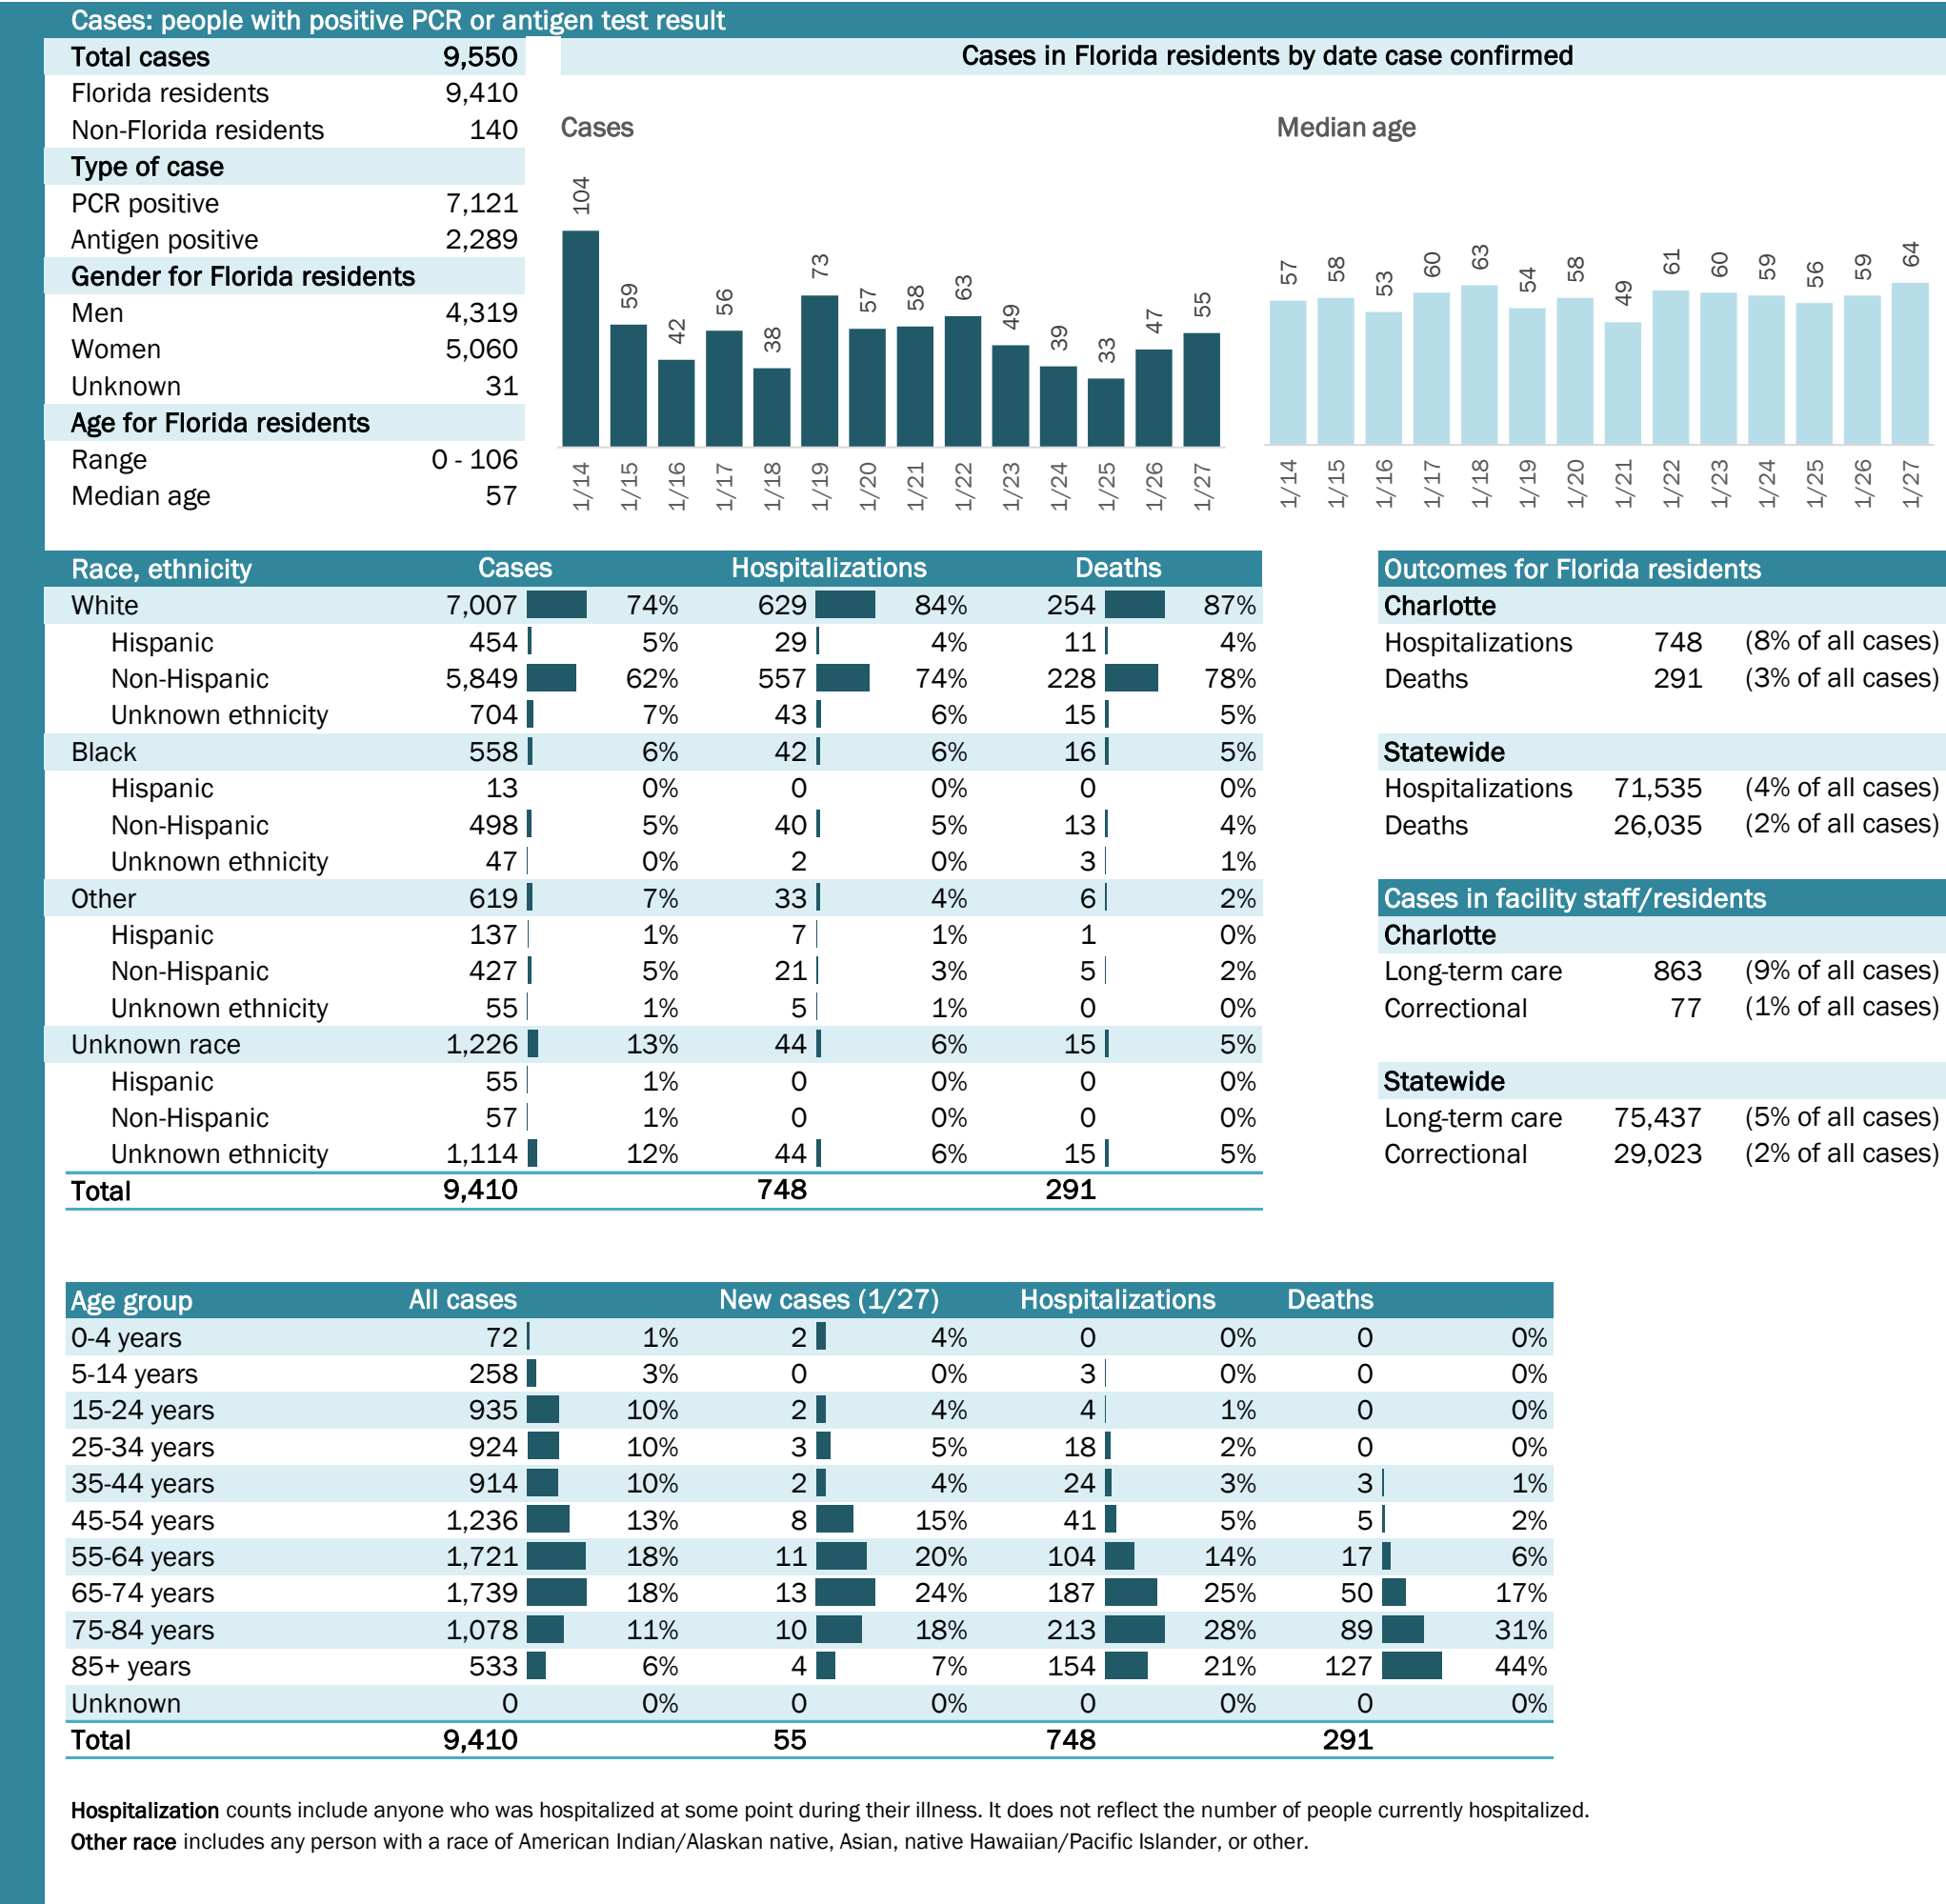 Cases: people with positive PCR or antigen test result
Total cases 9,550
Florida residents 9,410
Non-Florida residents 140
Type of case
PCR positive 7,121
Antigen positive 2,289
Gender for Florida residents
Men 4,319
Women 5,060
Unknown 31
Age for Florida residents
Range 0 - 106
Median age 57
Cases in Florida residents by date case confirmed
Cases
104 59 42 56 38 73 57 58 63 49 39 33 47 55
1/14 1/15 1/16 1/17 1/18 1/19 1/20 1/21 1/22 1/23 1/24 1/25 1/26 1/27
Median age
57 58 53 60 63 54 58 49 61 60 59 56 59 64
1/14 1/15 1/16 1/17 1/18 1/19 1/20 1/21 1/22 1/23 1/24 1/25 1/26 1/27
Race, ethnicity Cases Hospitalizations Deaths
White 7,007 74% 629 84% 254 87%
Hispanic 454 5% 29 4% 11 4%
Non-Hispanic 5,849 62% 557 74% 228 78%
Unknown ethnicity 704 7% 43 6% 15 5%
Black 558 6% 42 6% 16 5%
Hispanic 13 0% 0 0% 0 0%
Non-Hispanic 498 5% 40 5% 13 4%
Unknown ethnicity 47 0% 2 0% 3 1%
Other 619 7% 33 4% 6 2%
Hispanic 137 1% 7 1% 1 0%
Non-Hispanic 427 5% 21 3% 5 2%
Unknown ethnicity 55 1% 5 1% 0 0%
Unknown race 1,226 13% 44 6% 15 5%
Hispanic 55 1% 0 0% 0 0%
Non-Hispanic 57 1% 0 0% 0 0%
Unknown ethnicity 1,114 12% 44 6% 15 5%
Total 9,410 748 291
Outcomes for Florida residents
Charlotte
Hospitalizations 748 (8% of all cases)
Deaths 291 (3% of all cases)
Statewide
Hospitalizations 71,535 (4% of all cases)
Deaths 26,035 (2% of all cases)
Cases in facility staff/residents
Charlotte
Long-term care 863 (9% of all cases)
Correctional 77 (1% of all cases)
Statewide
Long-term care 75,437 (5% of all cases)
Correctional 29,023 (2% of all cases)
Age group All cases New cases (1/27) Hospitalizations Deaths
0-4 years 72 1% 2 4% 0 0% 0 0%
5-14 years 258 3% 0 0% 3 0% 0 0%
15-24 years 935 10% 2 4% 4 1% 0 0%
25-34 years 924 10% 3 5% 18 2% 0 0%
35-44 years 914 10% 2 4% 24 3% 3 1%
45-54 years 1,236 13% 8 15% 41 5% 5 2%
55-64 years 1,721 18% 11 20% 104 14% 17 6%
65-74 years 1,739 18% 13 24% 187 25% 50 17%
75-84 years 1,078 11% 10 18% 213 28% 89 31%
85+ years 533 6% 4 7% 154 21% 127 44%
Unknown 0 0% 0 0% 0 0% 0 0%
Total 9,410 55 748 291
Hospitalization counts include anyone who was hospitalized at some point during their illness. It does not reflect the number of people currently hospitalized.
Other race includes any person with a race of American Indian/Alaskan native, Asian, native Hawaiian/Pacific Islander, or other.